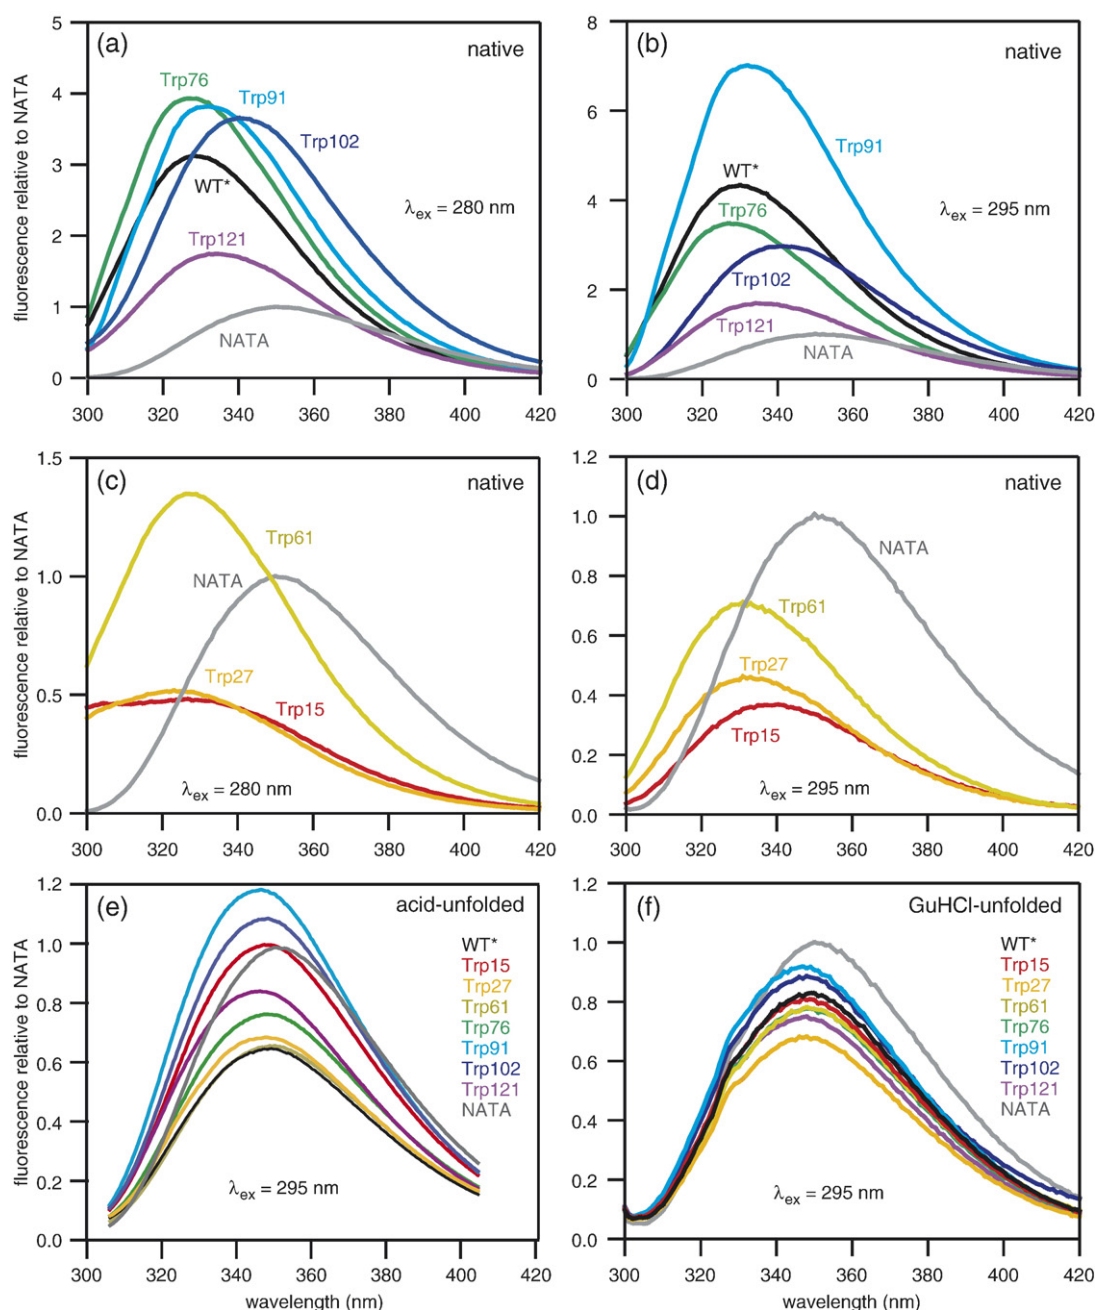 (a) native
Trp76
Trp91
Trp102
WT*
λex = 280 nm
Trp121
NATA
fluorescence relative to NATA
5
4
3
2
1
0
300 320 340 360 380 400 420
(b) native
Trp91
WT*
Trp76
λex = 295 nm
Trp102
Trp121
NATA
8
6
4
2
0
300 320 340 360 380 400 420
(c) native
Trp61
NATA
Trp27
Trp15
λex = 280 nm
fluorescence relative to NATA
1.5
1.0
0.5
0.0
300 320 340 360 380 400 420
(d) native
NATA
Trp61
Trp27
Trp15
λex = 295 nm
1.2
1.0
0.8
0.6
0.4
0.2
0.0
300 320 340 360 380 400 420
(e) acid-unfolded
WT*
Trp15
Trp27
Trp61
Trp76
Trp91
Trp102
Trp121
NATA
λex = 295 nm
fluorescence relative to NATA
1.2
1.0
0.8
0.6
0.4
0.2
0.0
300 320 340 360 380 400 420
wavelength (nm)
(f) GuHCl-unfolded
WT*
Trp15
Trp27
Trp61
Trp76
Trp91
Trp102
Trp121
NATA
λex = 295 nm
1.2
1.0
0.8
0.6
0.4
0.2
0.0
300 320 340 360 380 400 420
wavelength (nm)